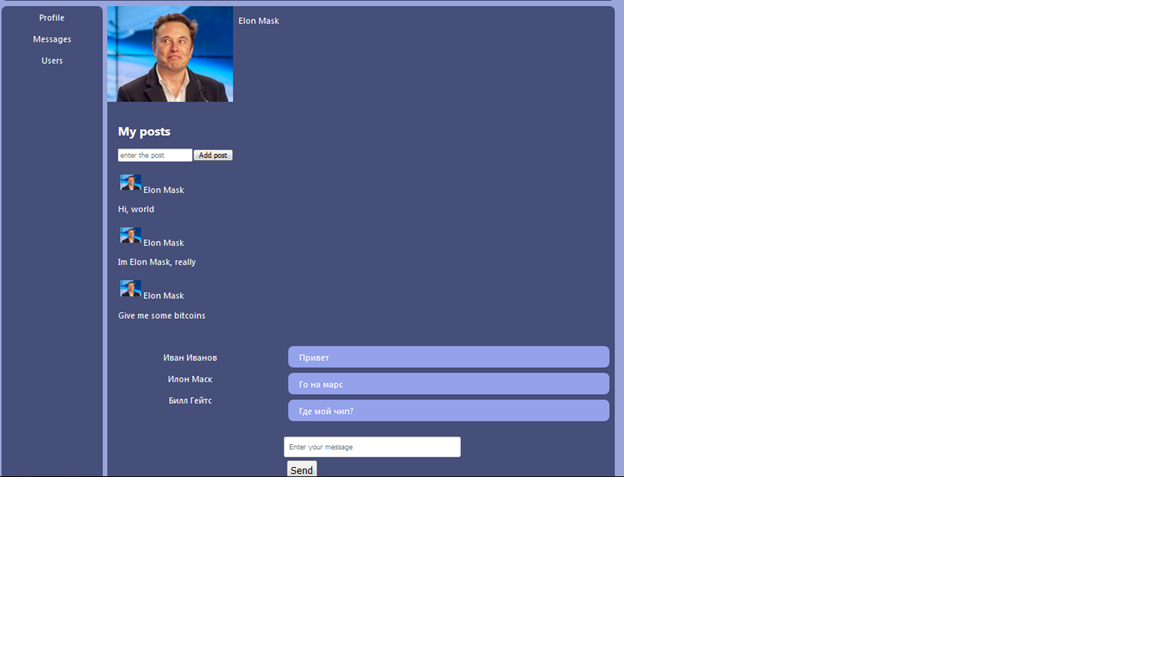 Profile
Messages
Users
Elon Mask
My posts
enter the post
Add post
Elon Mask
Hi, world
Elon Mask
Im Elon Mask, really
Elon Mask
Give me some bitcoins
Иван Иванов
Илон Маск
Билл Гейтс
Привет
Го на марс
Где мой чип?
Enter your message
Send